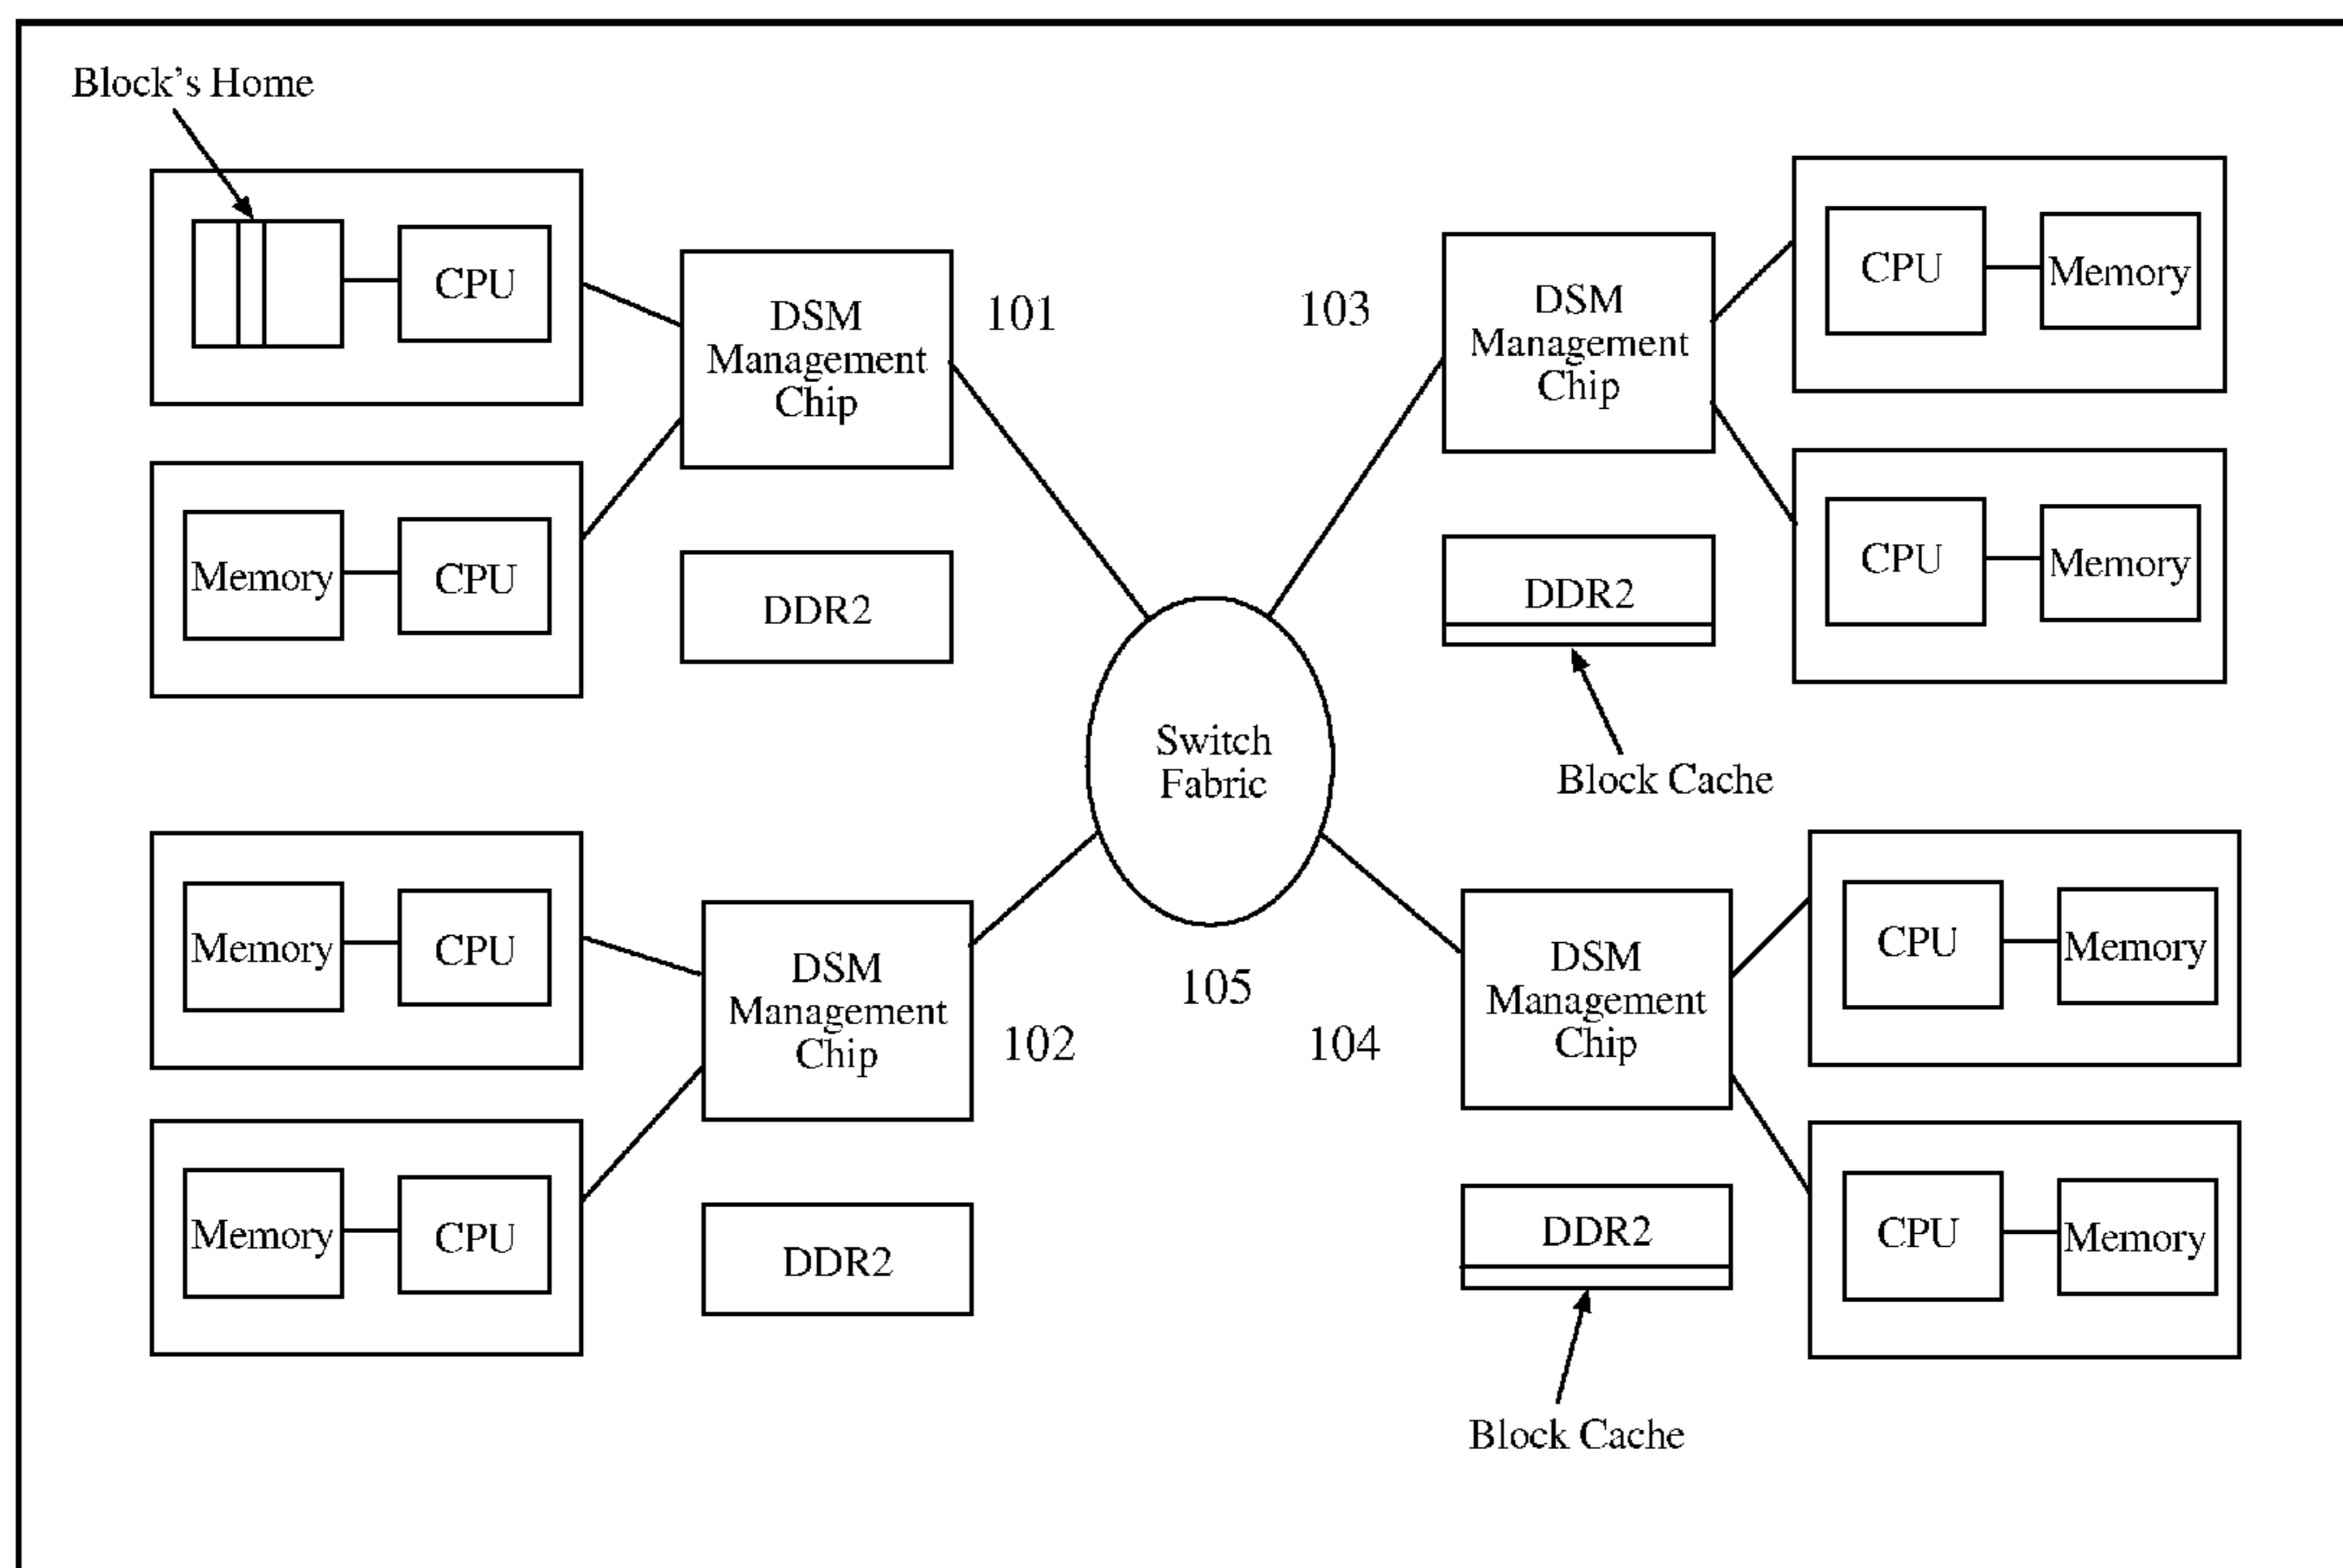 Block's Home
CPU
DSM
Management
Chip
101
Memory
CPU
DDR2
103
DSM
Management
Chip
CPU
Memory
CPU
Memory
DDR2
Block Cache
Switch
Fabric
105
Memory
CPU
DSM
Management
Chip
102
Memory
CPU
DDR2
104
DSM
Management
Chip
CPU
Memory
CPU
Memory
DDR2
Block Cache